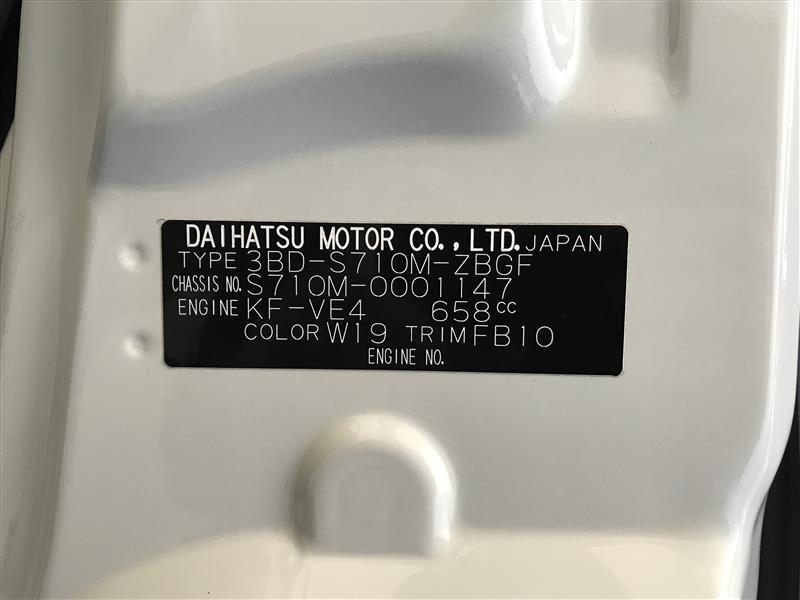 DAIHATSU MOTOR CO., LTD. JAPAN
TYPE 3BD-S710M-ZBGF
CHASSIS NO. S710M-0001147
ENGINE KF-VE4 658CC
COLOR W19 TRIM FB10
ENGINE NO.